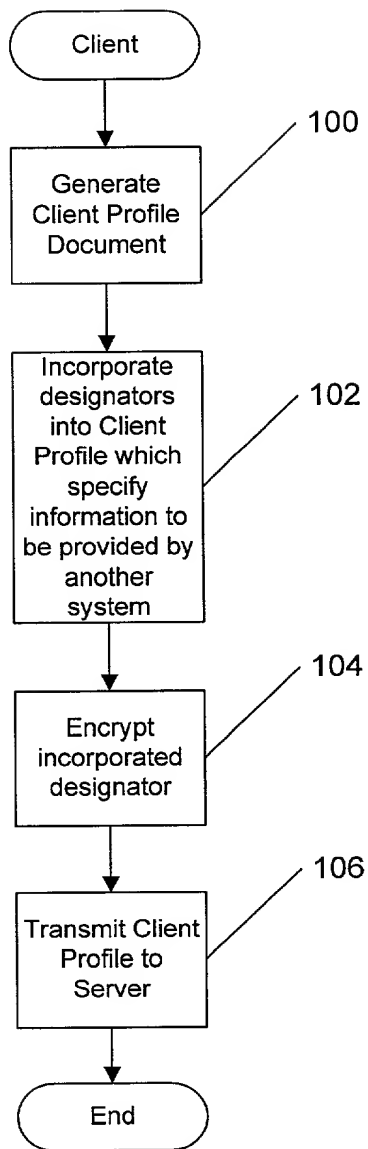 Client
100
Generate
Client Profile
Document
102
Incorporate
designators
into Client
Profile which
specify
information to
be provided by
another
system
104
Encrypt
incorporated
designator
106
Transmit Client
Profile to
Server
End